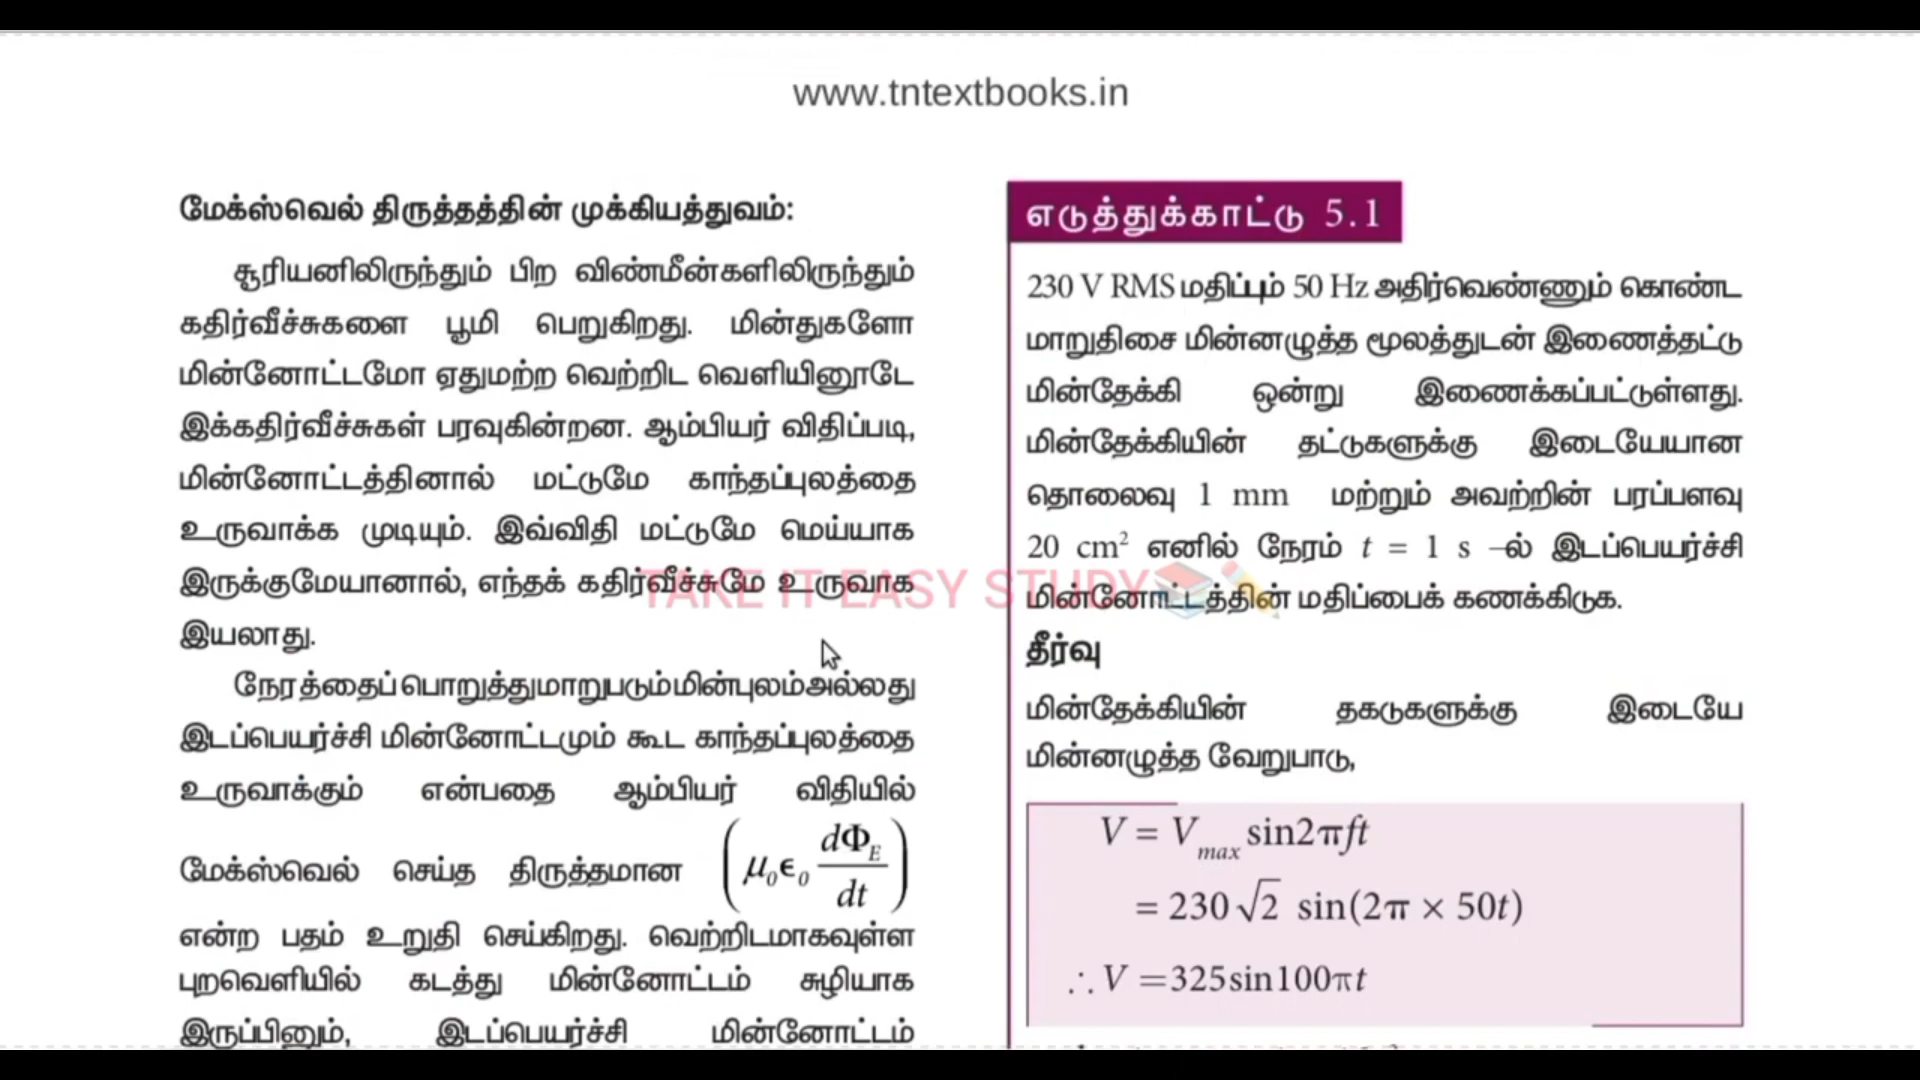 www.tntextbooks.in
மேக்ஸ்வெல் திருத்தத்தின் முக்கியத்துவம்:
சூரியனிலிருந்தும் பிற விண்மீன்களிலிருந்தும்
கதிர்வீச்சுகளை பூமி பெறுகிறது. மின்துகளோ
மின்னோட்டமோ ஏதுமற்ற வெற்றிட வெளியினூடே
இக்கதிர்வீச்சுகள் பரவுகின்றன. ஆம்பியர் விதிப்படி,
மின்னோட்டத்தினால் மட்டுமே காந்தப்புலத்தை
உருவாக்க முடியும். இவ்விதி மட்டுமே மெய்யாக
இருக்குமேயானால், எந்தக் கதிர்வீச்சுமே உருவாக
இயலாது.
நேரத்தைப் பொறுத்து மாறுபடும் மின்புலம் அல்லது
இடப்பெயர்ச்சி மின்னோட்டமும் கூட காந்தப்புலத்தை
உருவாக்கும் என்பதை ஆம்பியர் விதியில்
மேக்ஸ்வெல் செய்த திருத்தமான (μ₀ϵ₀ dΦ_E/dt)
என்ற பதம் உறுதி செய்கிறது. வெற்றிடமாகவுள்ள
புறவெளியில் கடத்து மின்னோட்டம் சுழியாக
இருப்பினும், இடப்பெயர்ச்சி மின்னோட்டம்
எடுத்துக்காட்டு 5.1
230 V RMS மதிப்பும் 50 Hz அதிர்வெண்ணும் கொண்ட
மாறுதிசை மின்னழுத்த மூலத்துடன் இணைத்தட்டு
மின்தேக்கி ஒன்று இணைக்கப்பட்டுள்ளது.
மின்தேக்கியின் தட்டுகளுக்கு இடையேயான
தொலைவு 1 mm மற்றும் அவற்றின் பரப்பளவு
20 cm² எனில் நேரம் t = 1 s –ல் இடப்பெயர்ச்சி
மின்னோட்டத்தின் மதிப்பைக் கணக்கிடுக.
தீர்வு
மின்தேக்கியின் தகடுகளுக்கு இடையே
மின்னழுத்த வேறுபாடு,
V = V_max sin2πft
= 230√2 sin(2π × 50t)
∴ V =325sin100πt
TAKE IT EASY STUDY📚✏️